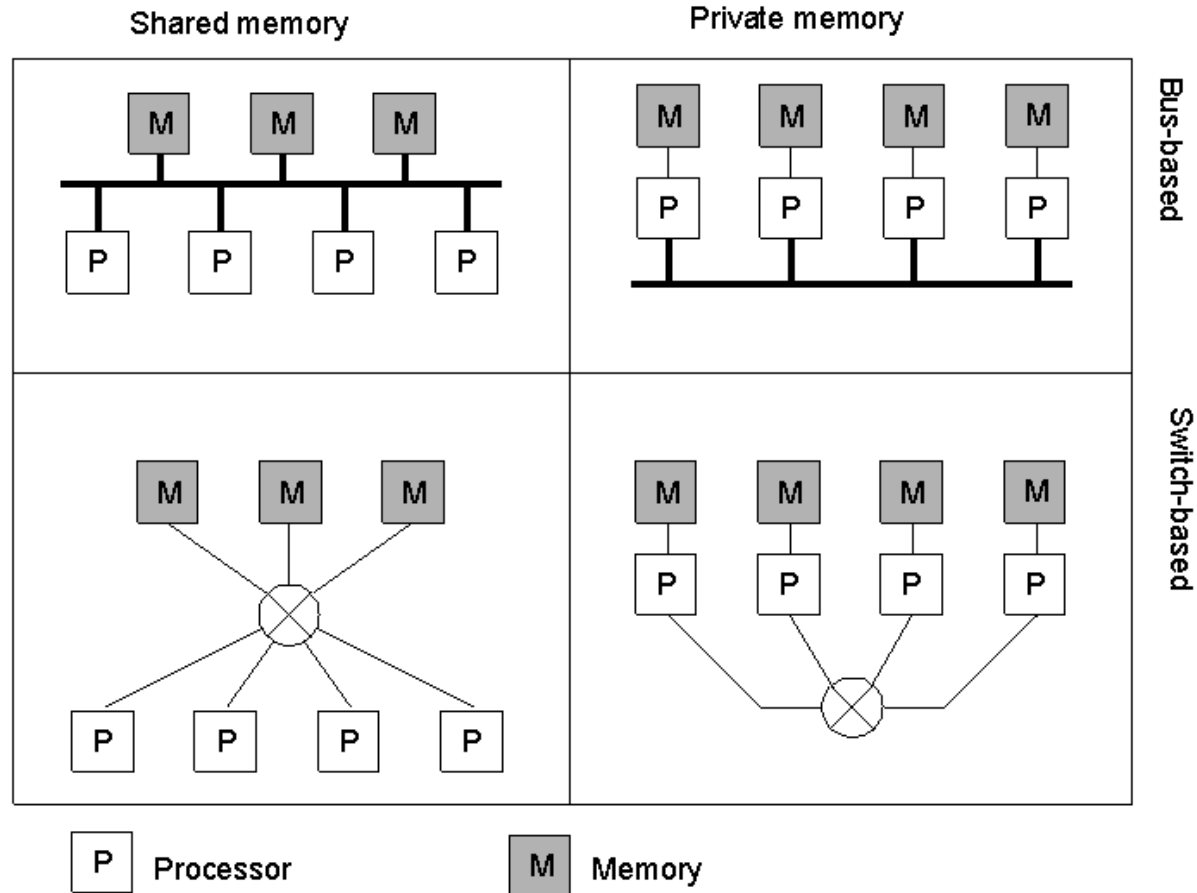 Shared memory
Private memory
M M M
P P P P
M M M M
P P P P
Bus-based
M M M
P P P P
M M M M
P P P P
Switch-based
P Processor
M Memory